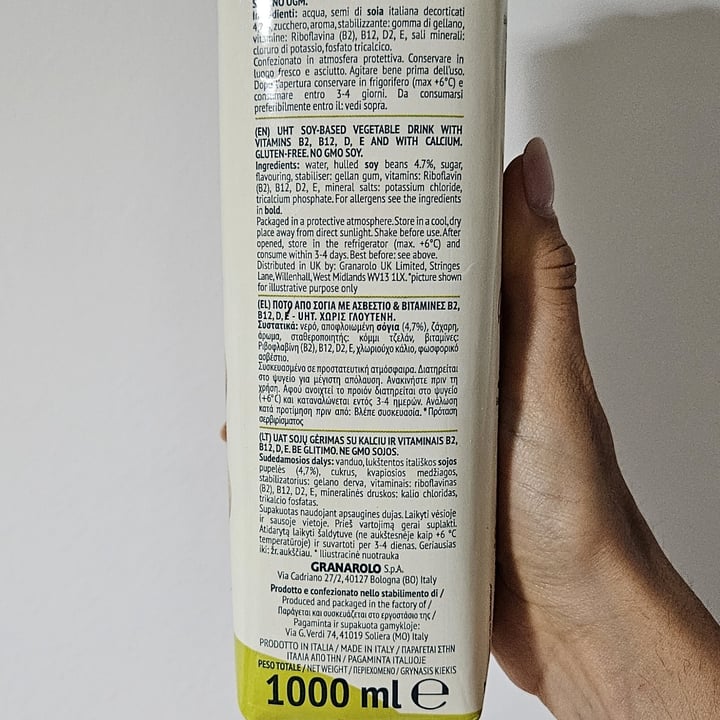 NO OGM.
Ingredienti: acqua, semi di soia italiana decorticati
zucchero, aroma, stabilizzante: gomma di gellano,
vitamine: Riboflavina (B2), B12, D2, E, sali minerali:
cloruro di potassio, fosfato tricalcico.
Confezionato in atmosfera protettiva. Conservare in
luogo fresco e asciutto. Agitare bene prima dell'uso.
Dopo l'apertura conservare in frigorifero (max +6°C) e
consumare entro 3-4 giorni. Da consumarsi
preferibilmente entro il: vedi sopra.
(EN) UHT SOY-BASED VEGETABLE DRINK WITH
VITAMINS B2, B12, D, E AND WITH CALCIUM.
GLUTEN-FREE. NO GMO SOY.
Ingredients: water, hulled soy beans 4.7%, sugar,
flavouring, stabiliser: gellan gum, vitamins: Riboflavin
(B2), B12, D2, E, mineral salts: potassium chloride,
tricalcium phosphate. For allergens see the ingredients
in bold.
Packaged in a protective atmosphere. Store in a cool, dry
place away from direct sunlight. Shake before use. After
opened, store in the refrigerator (max. +6°C) and
consume within 3-4 days. Best before: see above.
Distributed in UK by: Granarolo UK Limited, Stringes
Lane, Willenhall, West Midlands WV13 1LX. *picture shown
for illustrative purpose only
(EL) ΠΟΤΟ ΑΠΟ ΣΟΓΙΑ ΜΕ ΑΣΒΕΣΤΙΟ & ΒΙΤΑΜΙΝΕΣ B2,
B12, D, E - UHT. ΧΩΡΙΣ ΓΛΟΥΤΕΝΗ.
Συστατικά: νερό, αποφλοιωμένη σόγια (4,7%), ζάχαρη,
άρωμα, σταθεροποιητής: κόμμι τζελάν, βιταμίνες:
Ριβοφλαβίνη (B2), B12, D2, E, χλωριούχο κάλιο, φωσφορικό
ασβέστιο.
Συσκευασμένο σε προστατευτική ατμόσφαιρα. Διατηρείται
στο ψυγείο για μέγιστη απόλαυση. Ανακινήστε πριν τη
χρήση. Αφού ανοιχτεί το προιόν διατηρείται στο ψυγείο
(+6°C) και καταναλώνεται εντός 3-4 ημερών. Ανάλωση
κατά προτίμηση πριν από: Βλέπε συσκευασία. * Πρόταση
σερβιρίσματος
(LT) UAT SOJŲ GĖRIMAS SU KALCIU IR VITAMINAIS B2,
B12, D, E. BE GLITIMO. NE GMO SOJOS.
Sudedamosios dalys: vanduo, lukštentos itališkos sojos
pupelės (4,7%), cukrus, kvapiosios medžiagos,
stabilizatorius: gelano derva, vitaminais: riboflavinas
(B2), B12, D2, E, mineralinės druskos: kalio chloridas,
trikalcio fosfatas.
Supakuotas naudojant apsaugines dujas. Laikyti vėsioje
ir sausoje vietoje. Prieš vartojimą gerai suplakti.
Atidarytą laikyti šaldytuve (ne aukštesnėje kaip +6 °C
temperatūroje) ir suvartoti per 3-4 dienas. Geriausias
iki: žr. aukščiau. * Iliustracinė nuotrauka
GRANAROLO S.p.A.
Via Cadriano 27/2, 40127 Bologna (BO) Italy
Prodotto e confezionato nello stabilimento di /
Produced and packaged in the factory of /
Παράγεται και συσκευάζεται στο εργοστάσιο της /
Pagaminta ir supakuota gamykloje:
Via G. Verdi 74, 41019 Soliera (MO) Italy
PRODOTTO IN ITALIA / MADE IN ITALY / ΠΑΡΑΓΕΤΑΙ ΣΤΗΝ
ΙΤΑΛΙΑ ΑΠΟ ΤΗΝ / PAGAMINTA ITALIJOJE
PESO TOTALE / NET WEIGHT / ΠΕΡΙΕΧΟΜΕΝΟ / GRYNASIS KIEKIS
1000 ml ℮